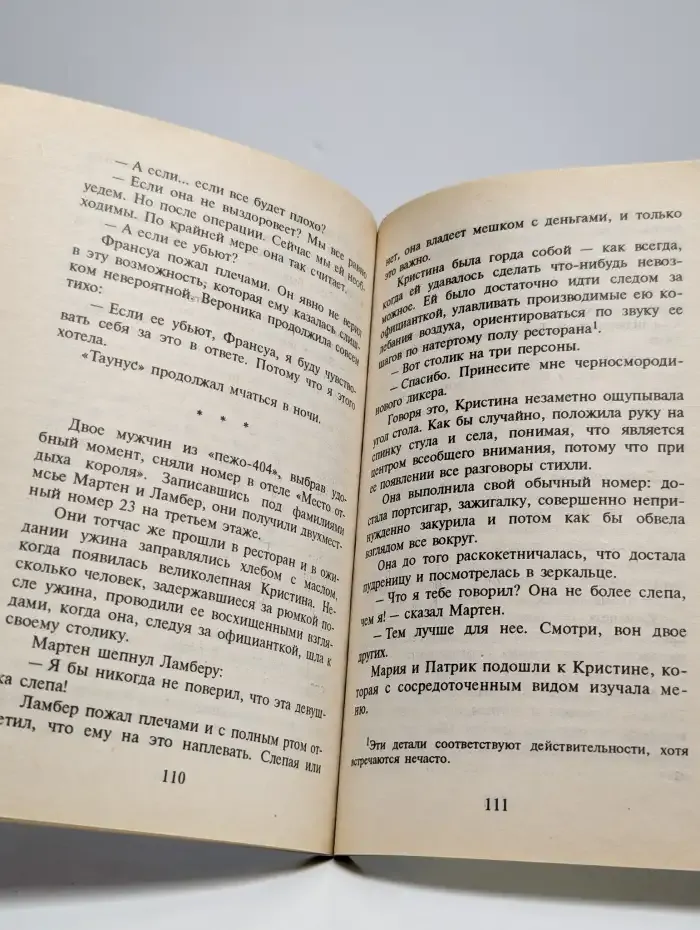 — А если... если все будет плохо?
— Если она не выздоровеет? Мы все равно
уедем. Но после операции. Сейчас мы ей необ-
ходимы. По крайней мере она так считает.
— А если ее убьют?
Франсуа пожал плечами. Он явно не верил
в эту возможность, которая ему казалась слиш-
ком невероятной. Вероника продолжила совсем
тихо:
— Если ее убьют, Франсуа, я буду чувство-
вать себя за это в ответе. Потому что я этого
хотела.
«Таунус» продолжал мчаться в ночи.
* * *
Двое мужчин из «пежо-404», выбрав удо-
бный момент, сняли номер в отеле «Место от-
дыха короля». Записавшись под фамилиями
мсье Мартен и Ламбер, они получили двухмест-
ный номер 23 на третьем этаже.
Они тотчас же прошли в ресторан и в ожи-
дании ужина заправлялись хлебом с маслом,
когда появилась великолепная Кристина. Не-
сколько человек, задержавшиеся за рюмкой по-
сле ужина, проводили ее восхищенными взгля-
дами, когда она, следуя за официанткой, шла к
своему столику.
Мартен шепнул Ламберу:
— Я бы никогда не поверил, что эта девуш-
ка слепа!
Ламбер пожал плечами и с полным ртом от-
етил, что ему на это наплевать. Слепая или
110
нет, она владеет мешком с деньгами, и только
это важно.
Кристина была горда собой — как всегда,
когда ей удавалось сделать что-нибудь невоз-
можное. Ей было достаточно идти следом за
официанткой, улавливать производимые ею ко-
лебания воздуха, ориентироваться по звуку ее
шагов по натертому полу ресторана¹.
— Вот столик на три персоны.
— Спасибо. Принесите мне черносмороди-
нового ликера.
Говоря это, Кристина незаметно ощупывала
угол стола. Как бы случайно, положила руку на
спинку стула и села, понимая, что является
центром всеобщего внимания, потому что при
ее появлении все разговоры стихли.
Она выполнила свой обычный номер: до-
стала портсигар, зажигалку, совершенно непри-
нужденно закурила и потом как бы обвела
взглядом все вокруг.
Она до того раскокетничалась, что достала
пудреницу и посмотрелась в зеркальце.
— Что я тебе говорил? Она не более слепа,
чем я! — сказал Мартен.
— Тем лучше для нее. Смотри, вон двое
других.
Мария и Патрик подошли к Кристине, ко-
торая с сосредоточенным видом изучала ме-
ню.
¹Эти детали соответствуют действительности, хотя
встречаются нечасто.
111